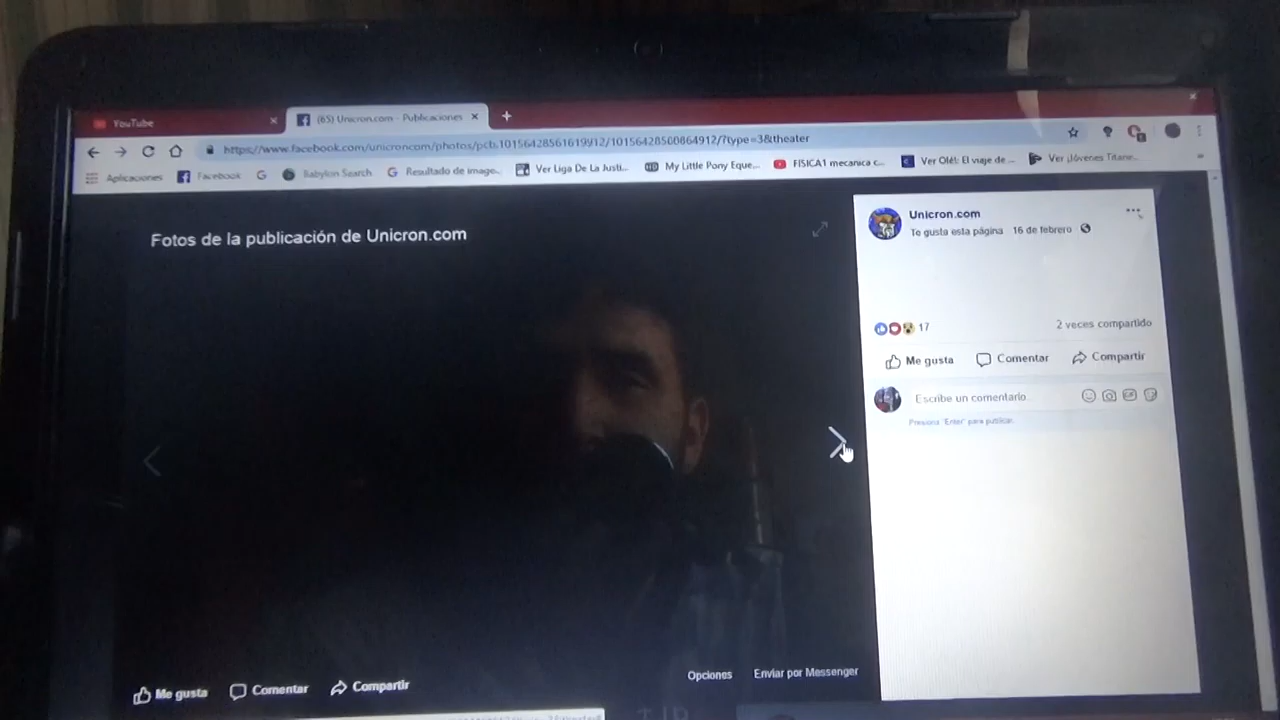 YouTube
(65) Unicron.com - Publicaciones
https://www.facebook.com/unicroncom/photos/pcb.10156428561619912/10156428500864912/?type=3&theater
Aplicaciones Facebook Babylon Search Resultado de image... Ver Liga De La Justi... My Little Pony Eque... FISICA1 mecanica c... Ver Olé: El viaje de ... Ver ¡Jóvenes Titane...
Fotos de la publicación de Unicron.com
Unicron.com
Te gusta esta página 16 de febrero
17
2 veces compartido
Me gusta Comentar Compartir
Escribe un comentario...
Presiona "Enter" para publicar.
Opciones Enviar por Messenger
Me gusta Comentar Compartir